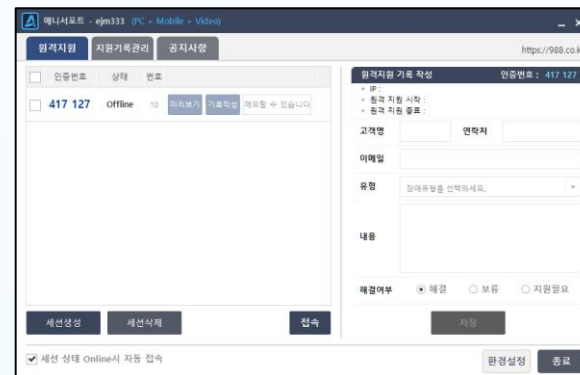 애니서포트 - ejm333 (PC + Mobile + Video)
원격지원 지원기록관리 공지사항
https://988.co.k
인증번호 상태 번호
417 127 Offline 10 미리보기 기록작성 메모할 수 있습니다
세션생성 세션삭제 접속
세션 상태 Online시 자동 접속
원격지원 기록 작성 인증번호 : 417 127
IP :
원격 지원 시작 :
원격 지원 종료 :
고객명 연락처
이메일
유형 장애유형을 선택하세요.
내용
해결여부 해결 보류 지원필요
저장
환경설정 종료